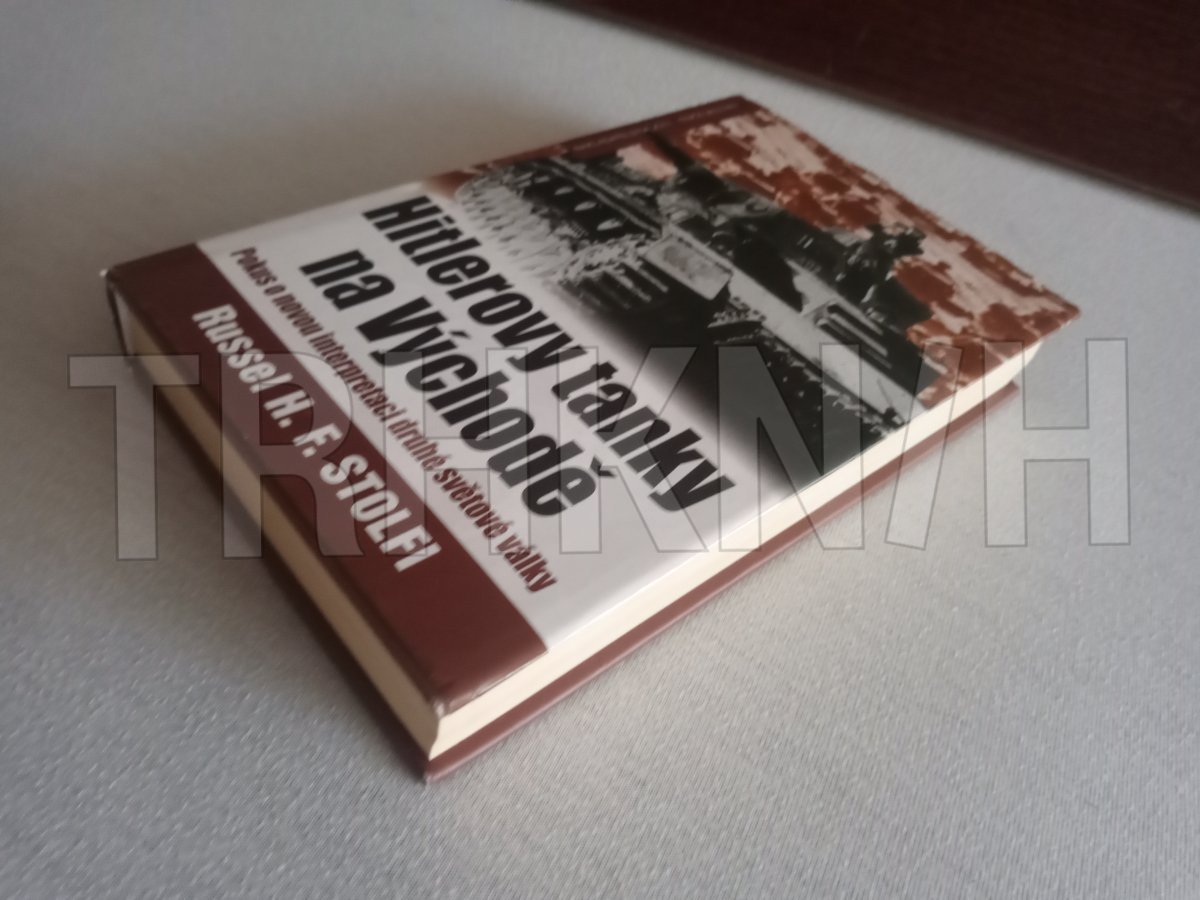 Hitlerovy tanky
na Východě
Pokus o novou interpretaci druhé světové války
Russel H. F. STOLFI
TRHKNIH